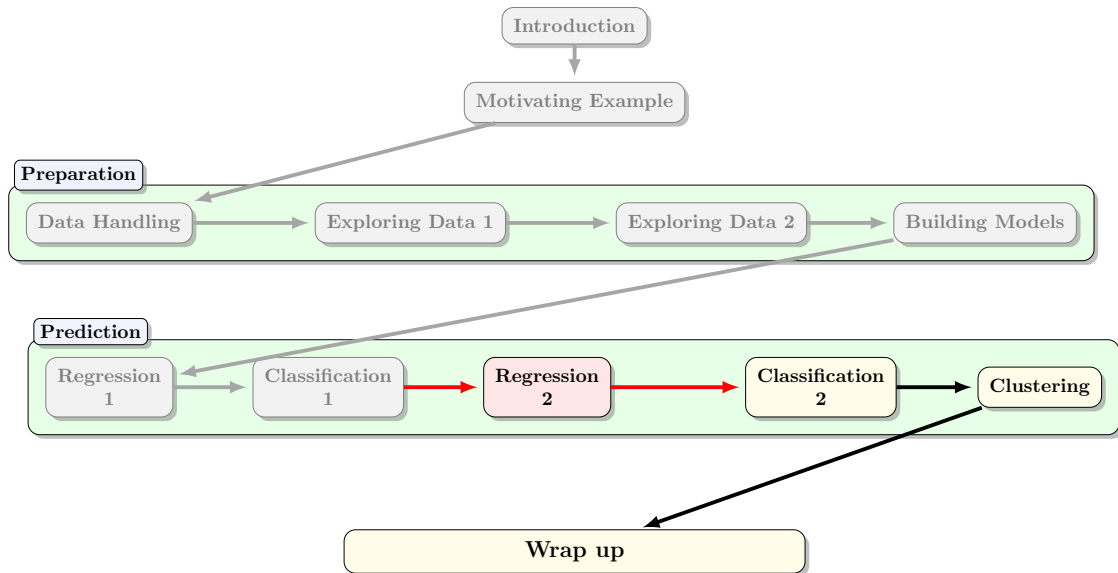 Introduction
Motivating Example
Preparation
Data Handling
Exploring Data 1
Exploring Data 2
Building Models
Prediction
Regression
1
Classification
1
Regression
2
Classification
2
Clustering
Wrap up